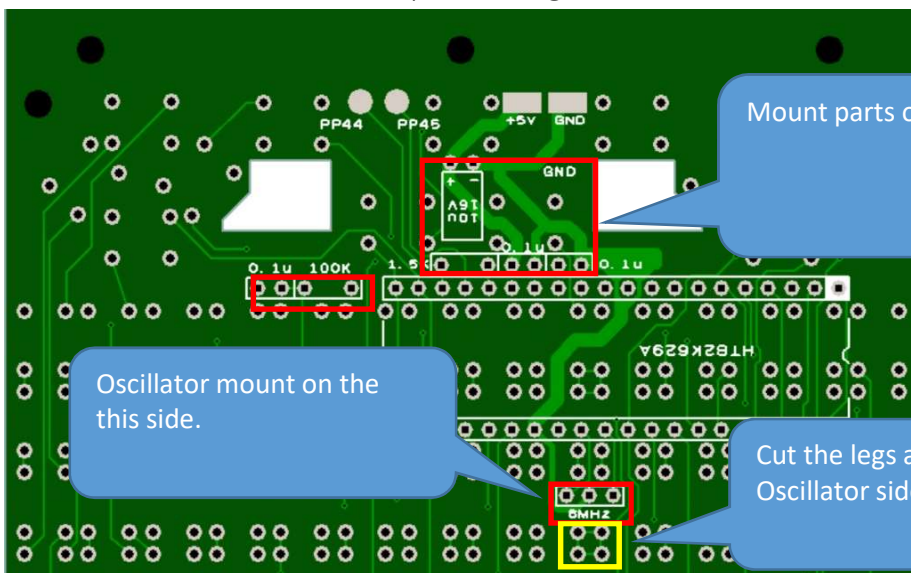 PP44 PP45 +5V GND
Mount parts o
GND
+ -
10U
16V
0.1u
0.1u 100K 1.5K 0.1u
HT82K629A
Oscillator mount on the
this side.
Cut the legs a
Oscillator sid
6MHz